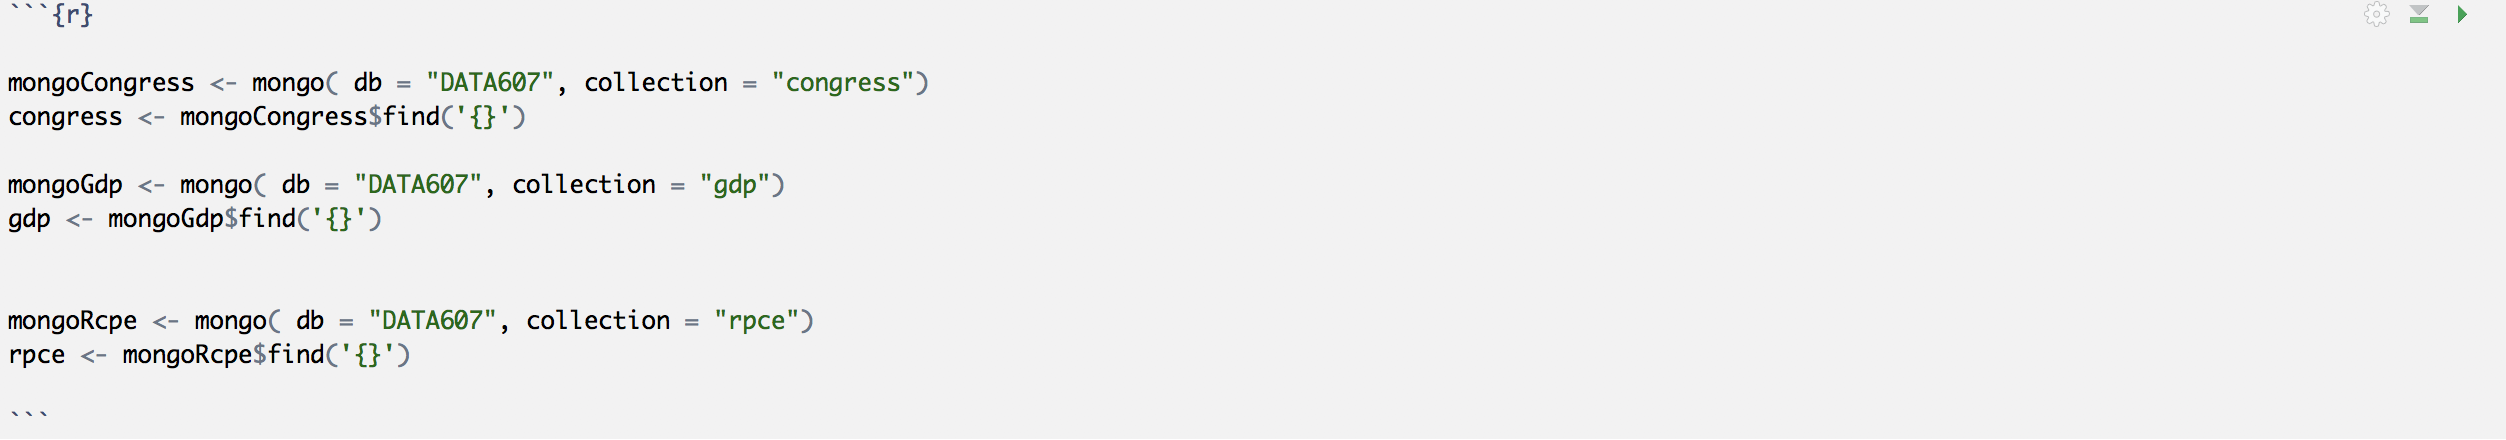 ```{r}
mongoCongress <- mongo( db = "DATA607", collection = "congress")
congress <- mongoCongress$find('{}')
mongoGdp <- mongo( db = "DATA607", collection = "gdp")
gdp <- mongoGdp$find('{}')
mongoRcpe <- mongo( db = "DATA607", collection = "rpce")
rpce <- mongoRcpe$find('{}')
```